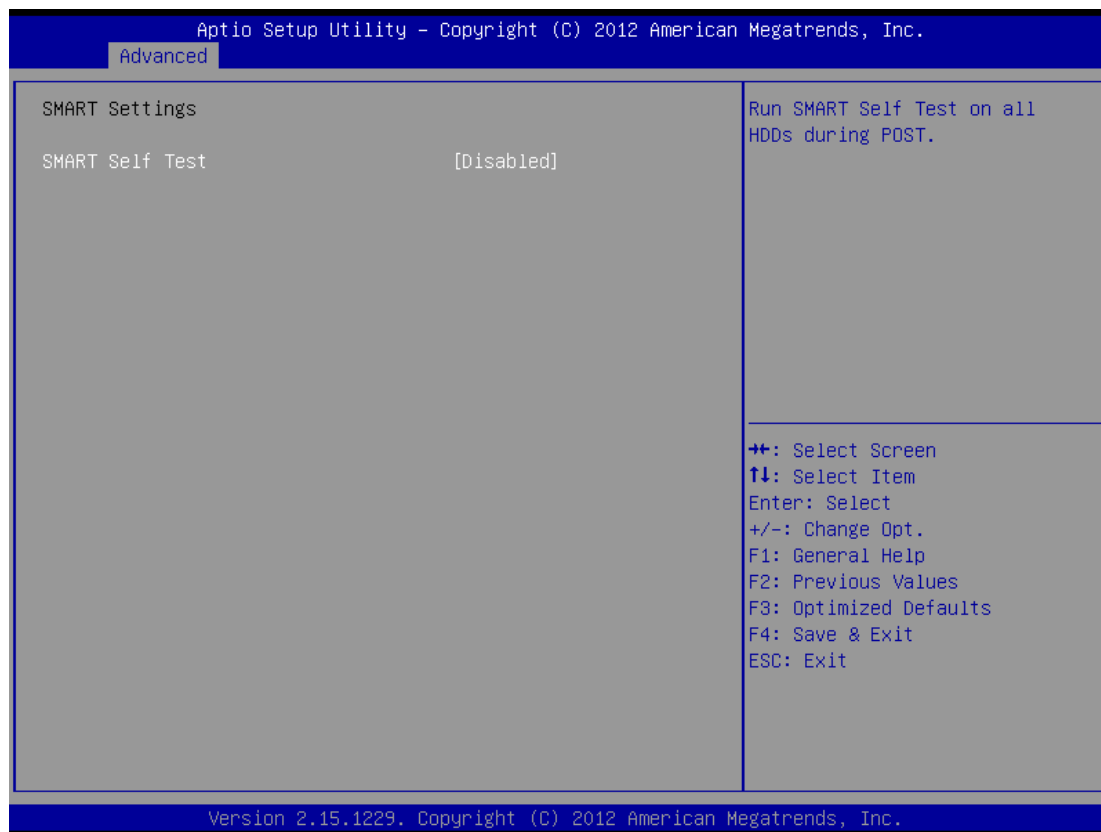 Aptio Setup Utility – Copyright (C) 2012 American Megatrends, Inc.
Advanced
SMART Settings
SMART Self Test [Disabled]
Run SMART Self Test on all
HDDs during POST.
→←: Select Screen
↑↓: Select Item
Enter: Select
+/-: Change Opt.
F1: General Help
F2: Previous Values
F3: Optimized Defaults
F4: Save & Exit
ESC: Exit
Version 2.15.1229. Copyright (C) 2012 American Megatrends, Inc.